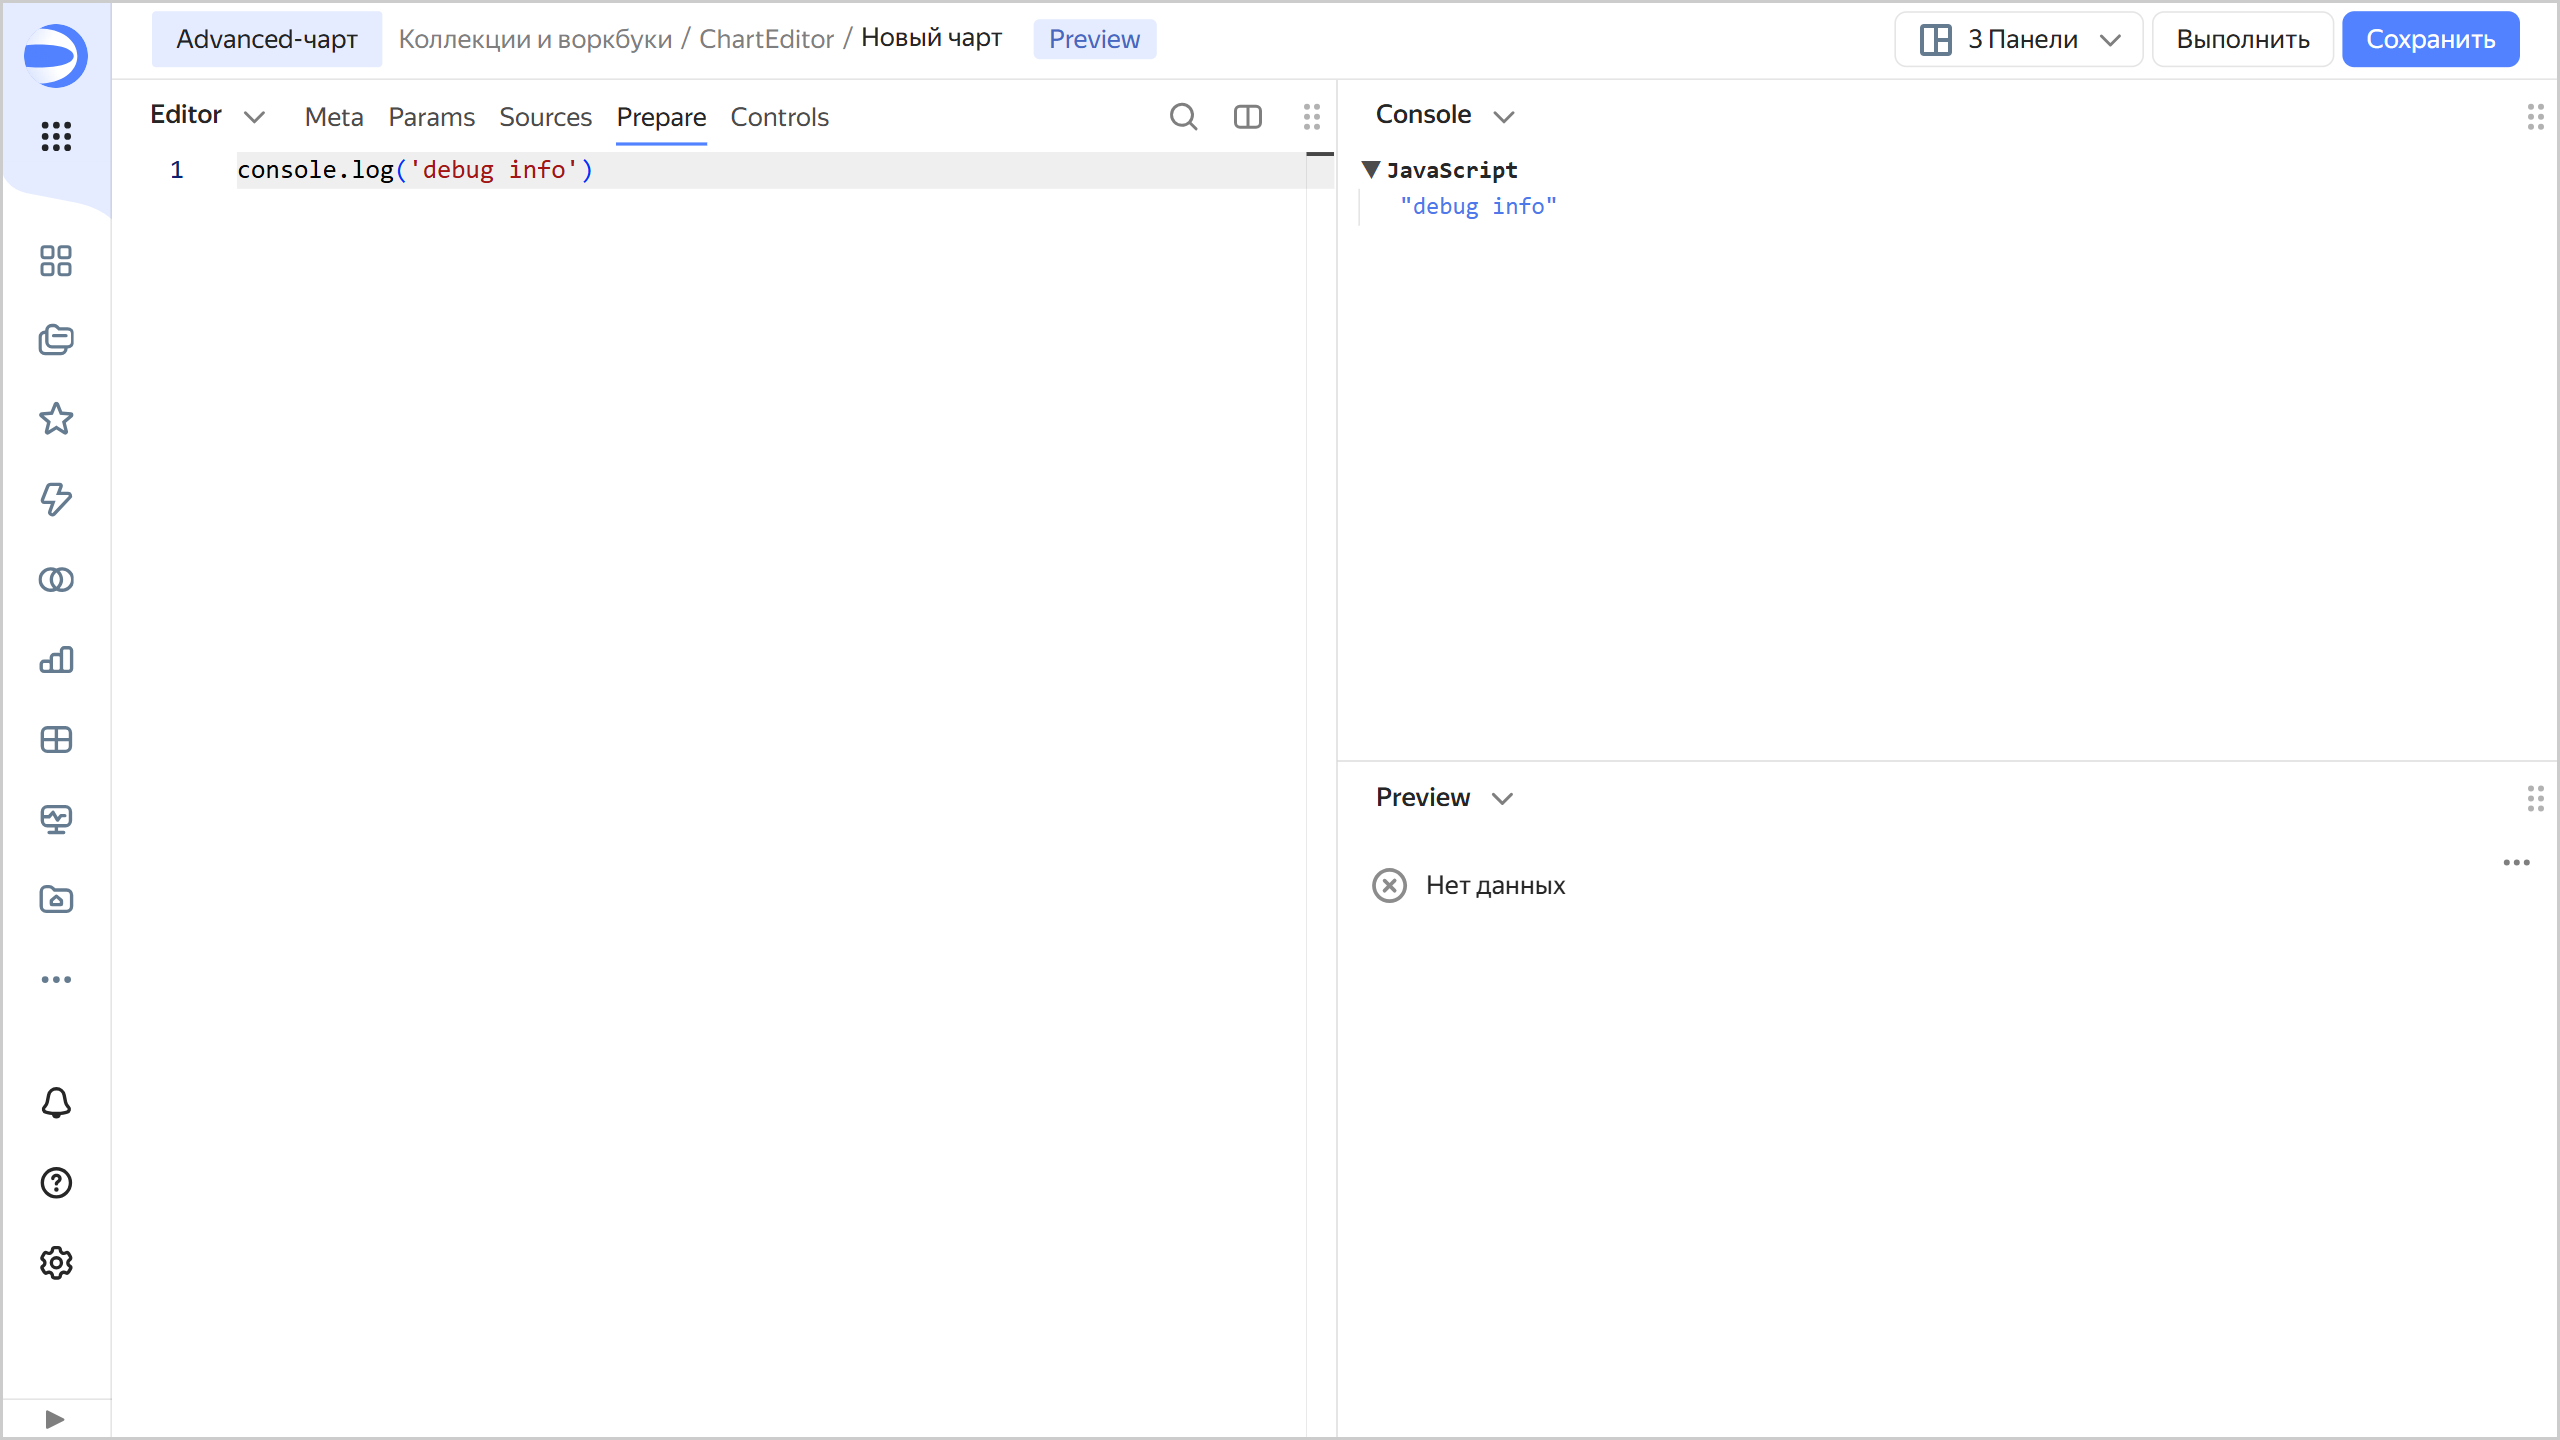 Advanced-чарт Коллекции и воркбуки / ChartEditor / Новый чарт Preview 3 Панели Выполнить Сохранить
Editor Meta Params Sources Prepare Controls
1 console.log('debug info')
Console
JavaScript
"debug info"
Preview
Нет данных